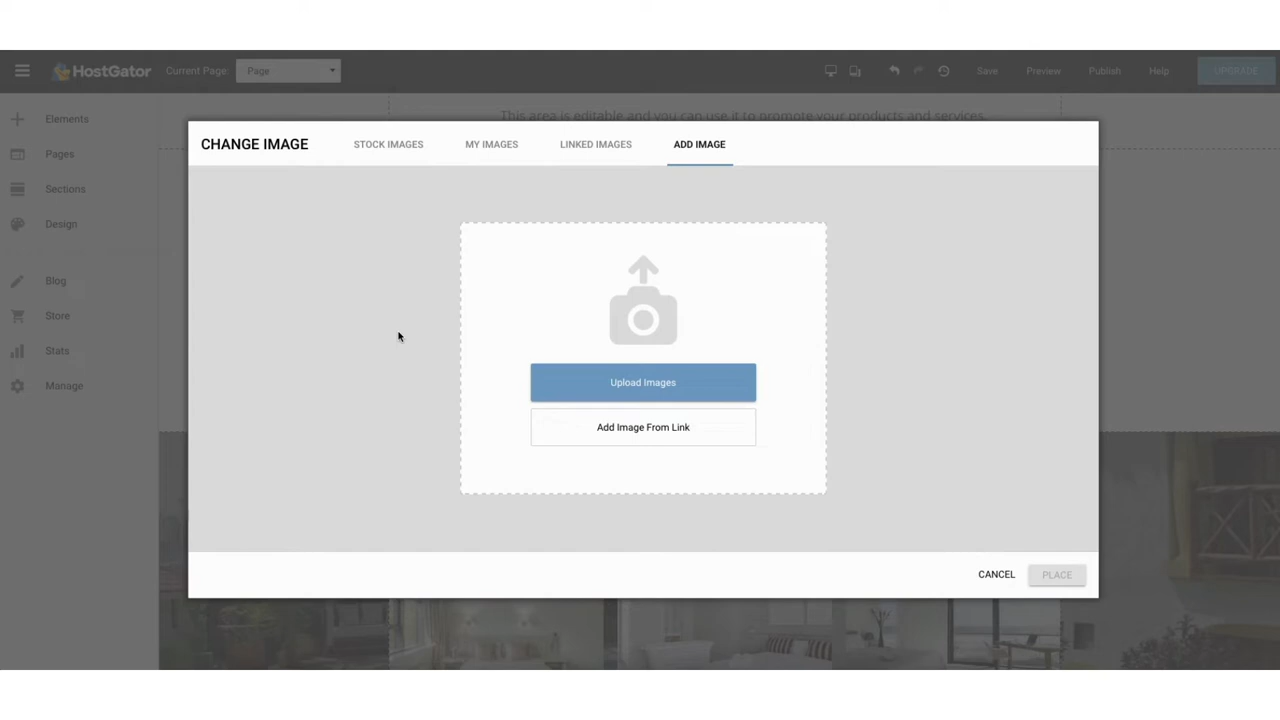 HostGator Current Page: Page Save Preview Publish Help UPGRADE
This area is editable and you can use it to promote your products and services.
CHANGE IMAGE STOCK IMAGES MY IMAGES LINKED IMAGES ADD IMAGE
Elements
Pages
Sections
Design
Blog
Store
Stats
Manage
Upload Images
Add Image From Link
CANCEL PLACE